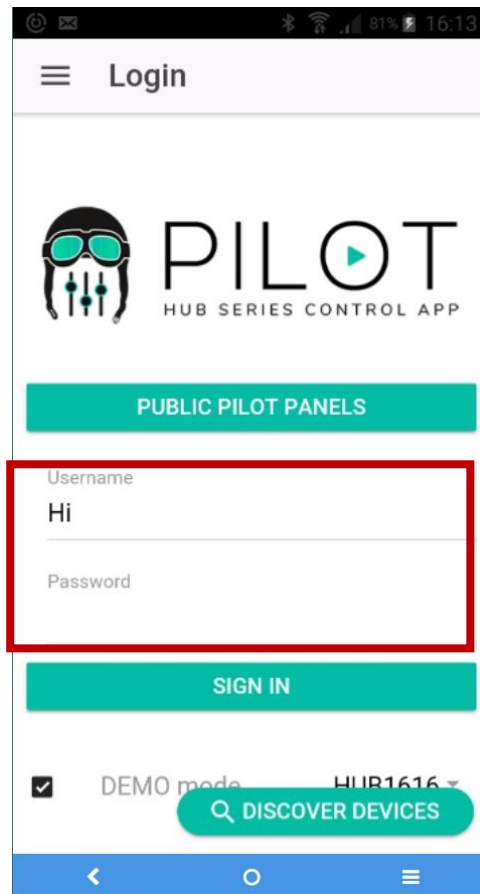 81% 16:13
Login
PILOT
HUB SERIES CONTROL APP
PUBLIC PILOT PANELS
Username
Hi
Password
SIGN IN
DEMO mode HUB1616
DISCOVER DEVICES